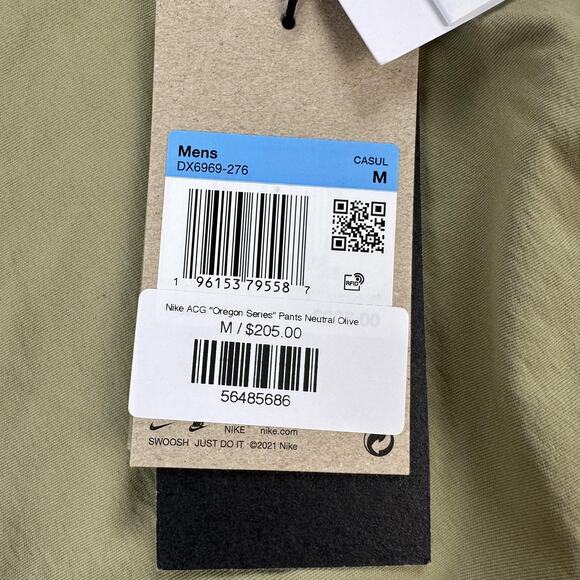 Mens
CASUL
DX6969-276
M
1 96153 79558 7
RFID
Nike ACG "Oregon Series" Pants Neutral Olive
M / $205.00
56485686
NIKE nike.com
SWOOSH JUST DO IT ©2021 Nike